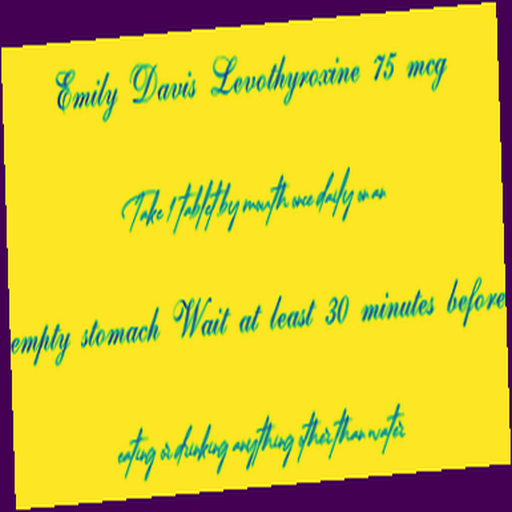 Emily Davis Levothyroxine 75 mcg
Take 1 tablet by mouth once daily on an
empty stomach Wait at least 30 minutes before
eating or drinking anything other than water